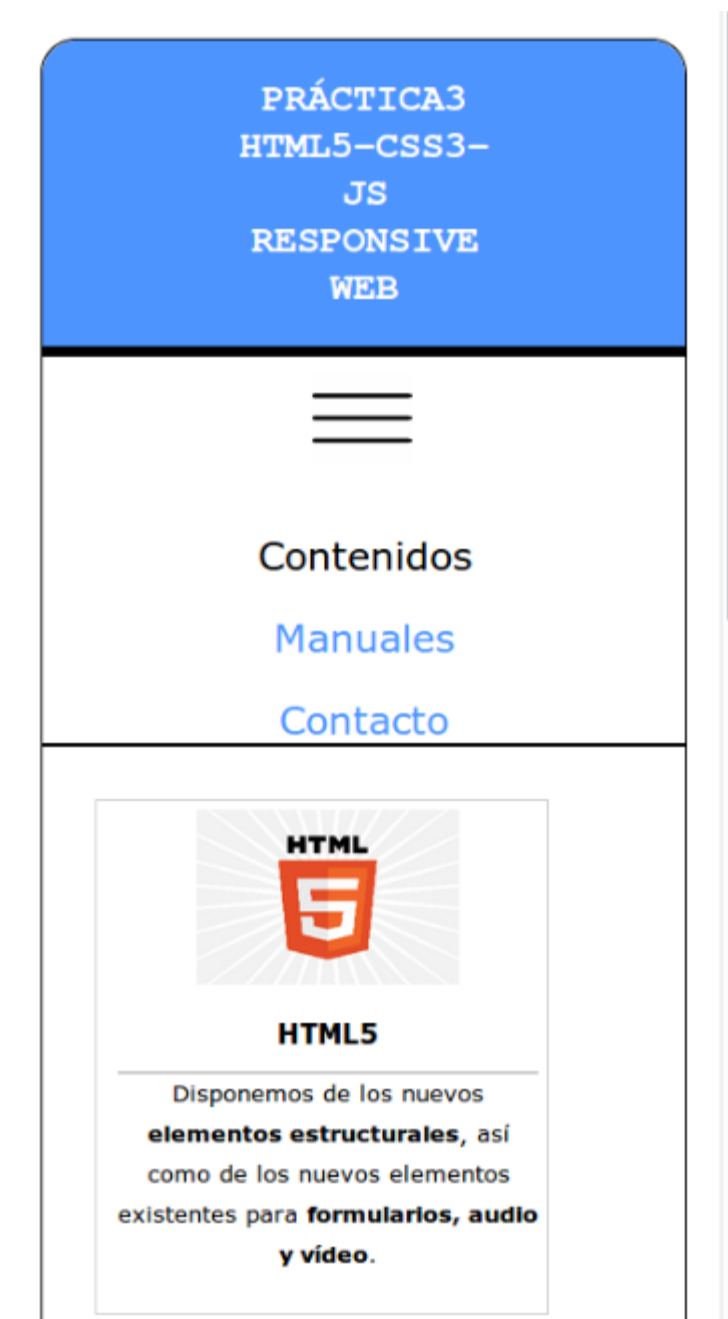 PRÁCTICA3
HTML5-CSS3-
JS
RESPONSIVE
WEB
Contenidos
Manuales
Contacto
HTML
5
HTML5
Disponemos de los nuevos
elementos estructurales, así
como de los nuevos elementos
existentes para formularios, audio
y vídeo.